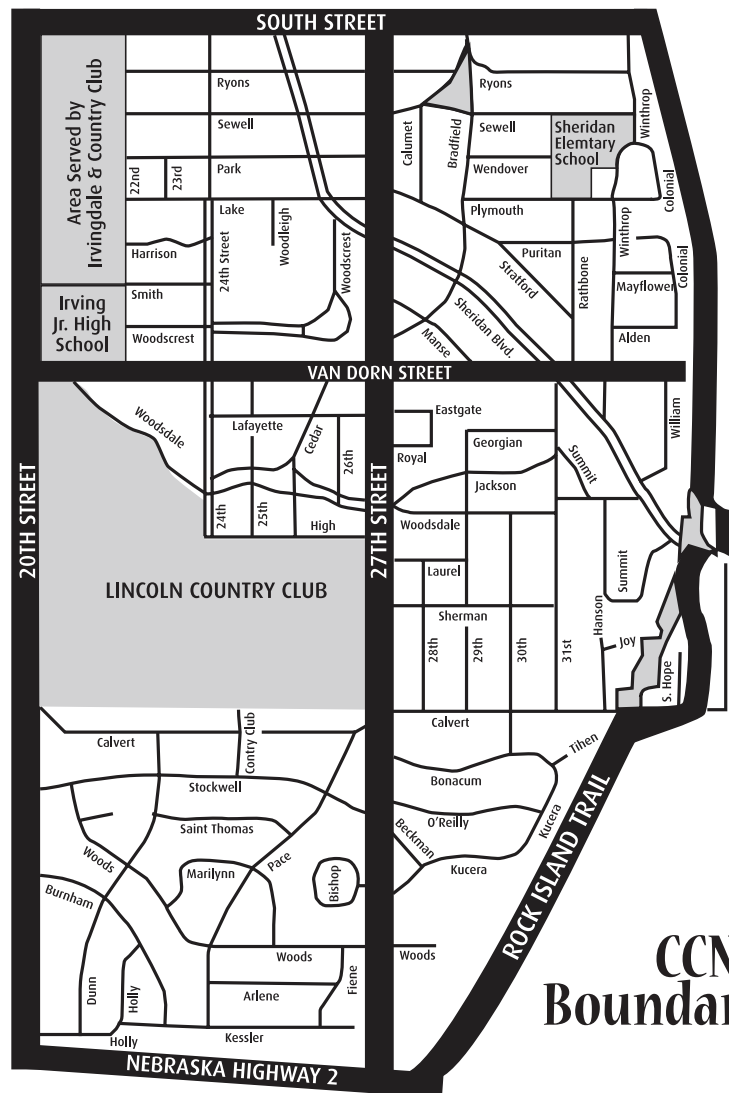 SOUTH STREET
Area Served by
Irvingdale & Country Club
Ryons
Sewell
22nd
23rd
Park
Lake
24th Street
Woodleigh
Woodscrest
Harrison
Irving
Jr. High
School
Smith
Woodscrest
Ryons
Calumet
Bradfield
Sewell
Wendover
Sheridan
Elemtary
School
Winthrop
Colonial
Plymouth
Puritan
Stratford
Rathbone
Winthrop
Colonial
Mayflower
Sheridan Blvd.
Manse
Alden
VAN DORN STREET
20TH STREET
27TH STREET
Woodsdale
Lafayette
Cedar
26th
24th
25th
High
Eastgate
Royal
Georgian
Jackson
Summit
William
Woodsdale
Laurel
Sherman
28th
29th
30th
31st
Hanson
Summit
Joy
S. Hope
LINCOLN COUNTRY CLUB
Calvert
Contry Club
Stockwell
Saint Thomas
Woods
Marilynn
Pace
Bishop
Burnham
Woods
Dunn
Holly
Arlene
Fiene
Kessler
Holly
Calvert
Tihen
Bonacum
O'Reilly
Beckman
Kucera
Kucera
Woods
ROCK ISLAND TRAIL
NEBRASKA HIGHWAY 2
CCN
Boundar